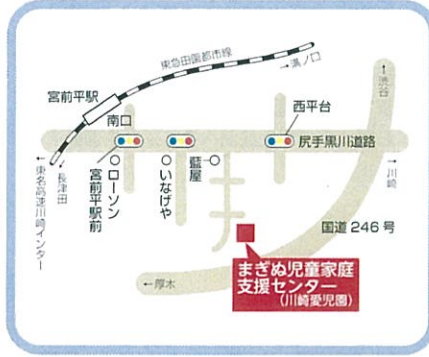 東急田園都市線
→溝ノ口
宮前平駅
南口
西平台
←渋谷
尻手黒川道路
→川崎
←東名高速川崎インター
←長津田
宮前平駅前
ローソン
いなげや
藍屋
国道246号
←厚木
まぎぬ児童家庭
支援センター
(川崎愛児園)